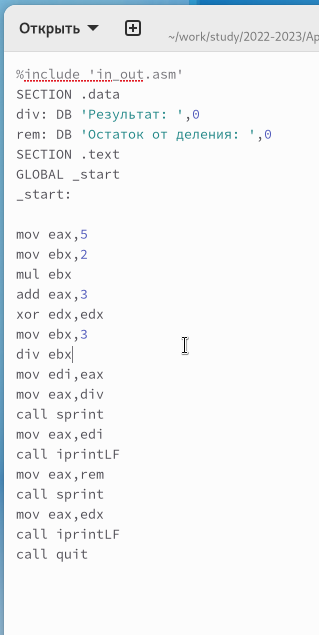 Открыть
~/work/study/2022-2023/Ар
%include 'in_out.asm'
SECTION .data
div: DB 'Результат: ',0
rem: DB 'Остаток от деления: ',0
SECTION .text
GLOBAL _start
_start:
mov eax,5
mov ebx,2
mul ebx
add eax,3
xor edx,edx
mov ebx,3
div ebx
mov edi,eax
mov eax,div
call sprint
mov eax,edi
call iprintLF
mov eax,rem
call sprint
mov eax,edx
call iprintLF
call quit